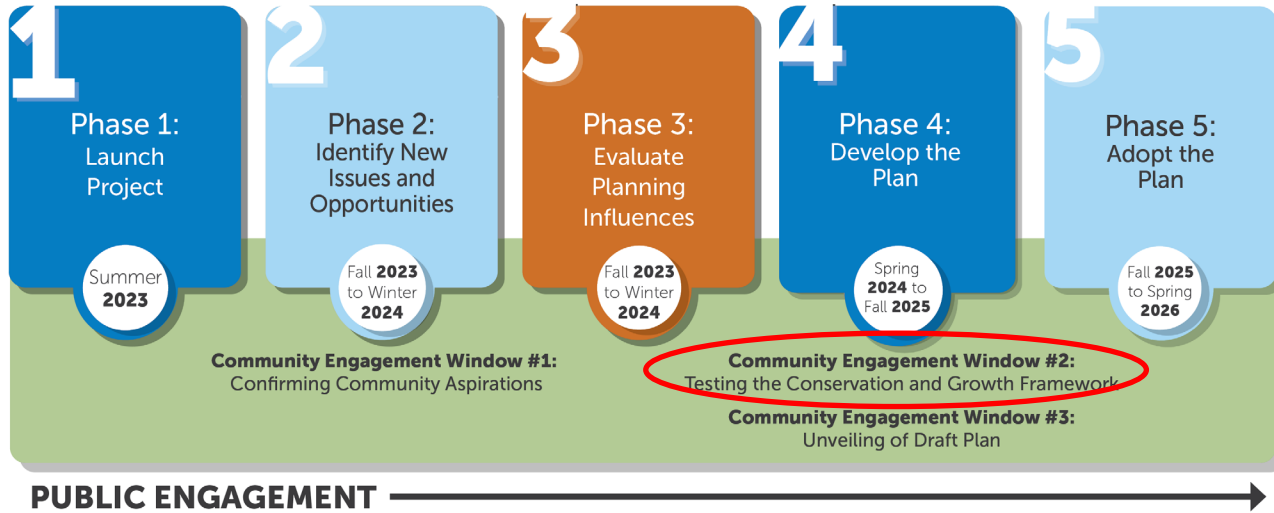 1
Phase 1:
Launch
Project
Summer
2023
2
Phase 2:
Identify New
Issues and
Opportunities
Fall 2023
to Winter
2024
3
Phase 3:
Evaluate
Planning
Influences
Fall 2023
to Winter
2024
4
Phase 4:
Develop the
Plan
Spring
2024 to
Fall 2025
5
Phase 5:
Adopt the
Plan
Fall 2025
to Spring
2026
Community Engagement Window #1:
Confirming Community Aspirations
Community Engagement Window #2:
Testing the Conservation and Growth Framework
Community Engagement Window #3:
Unveiling of Draft Plan
PUBLIC ENGAGEMENT